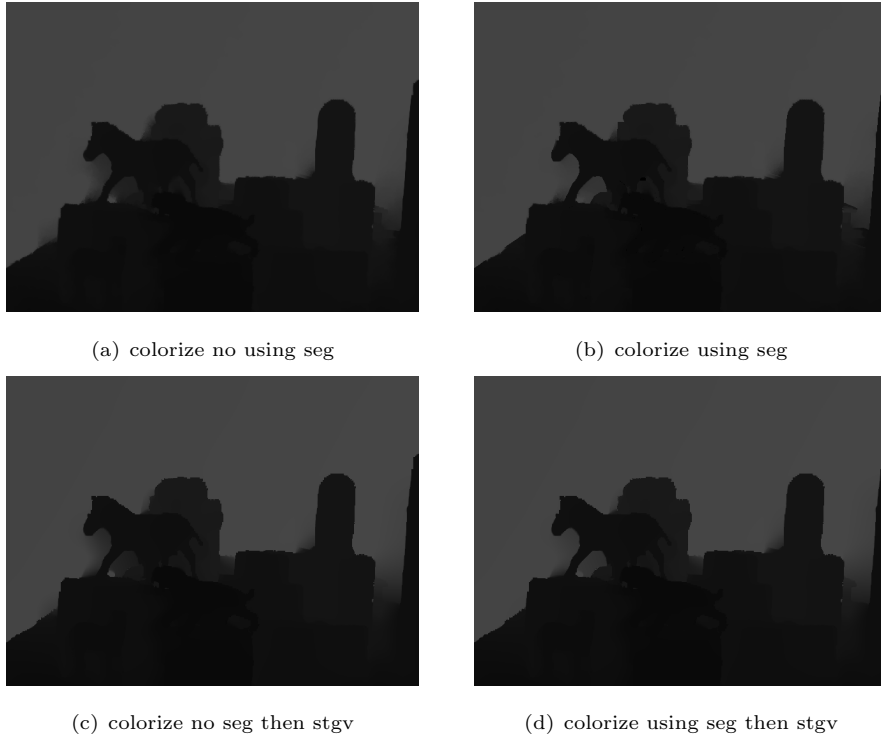 (a) colorize no using seg
(b) colorize using seg
(c) colorize no seg then stgv
(d) colorize using seg then stgv